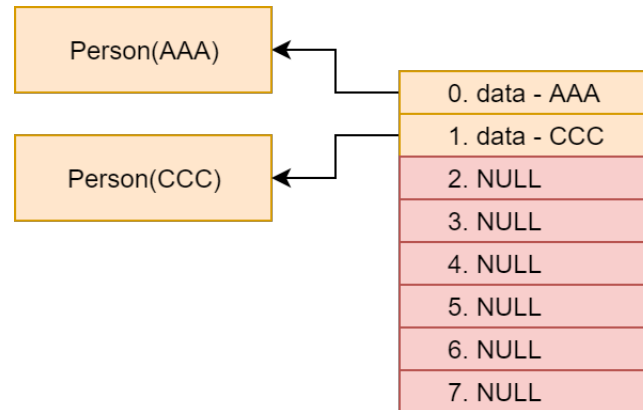 Person(AAA)
Person(CCC)
0. data - AAA
1. data - CCC
2. NULL
3. NULL
4. NULL
5. NULL
6. NULL
7. NULL